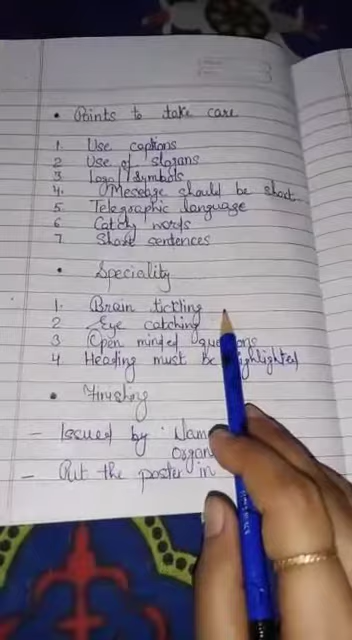 • Points to take care
1. Use captions
2 Use of slogans
3 Logo/symbols
4. Message should be short
5 Telegraphic language
6 Catchy words
7 Short sentences
• Speciality
1. Brain tickling
2 Eye catching
3 Open minded questions
4 Heading must be highlighted
• Finishing
- Issued by
- Put the poster in